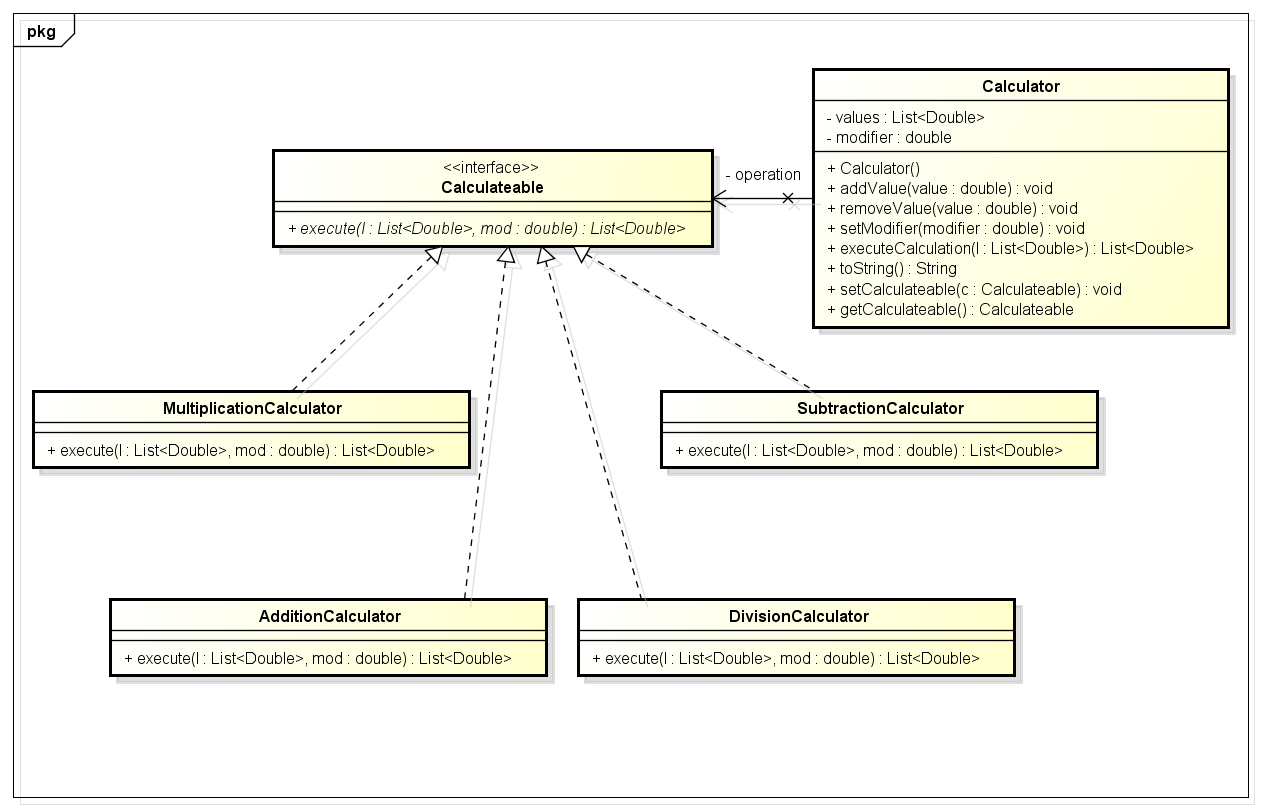 pkg
Calculator
- values : List<Double>
- modifier : double
+ Calculator()
+ addValue(value : double) : void
+ removeValue(value : double) : void
+ setModifier(modifier : double) : void
+ executeCalculation(l : List<Double>) : List<Double>
+ toString() : String
+ setCalculateable(c : Calculateable) : void
+ getCalculateable() : Calculateable
- operation
<<interface>>
Calculateable
+ execute(l : List<Double>, mod : double) : List<Double>
MultiplicationCalculator
+ execute(l : List<Double>, mod : double) : List<Double>
SubtractionCalculator
+ execute(l : List<Double>, mod : double) : List<Double>
AdditionCalculator
+ execute(l : List<Double>, mod : double) : List<Double>
DivisionCalculator
+ execute(l : List<Double>, mod : double) : List<Double>